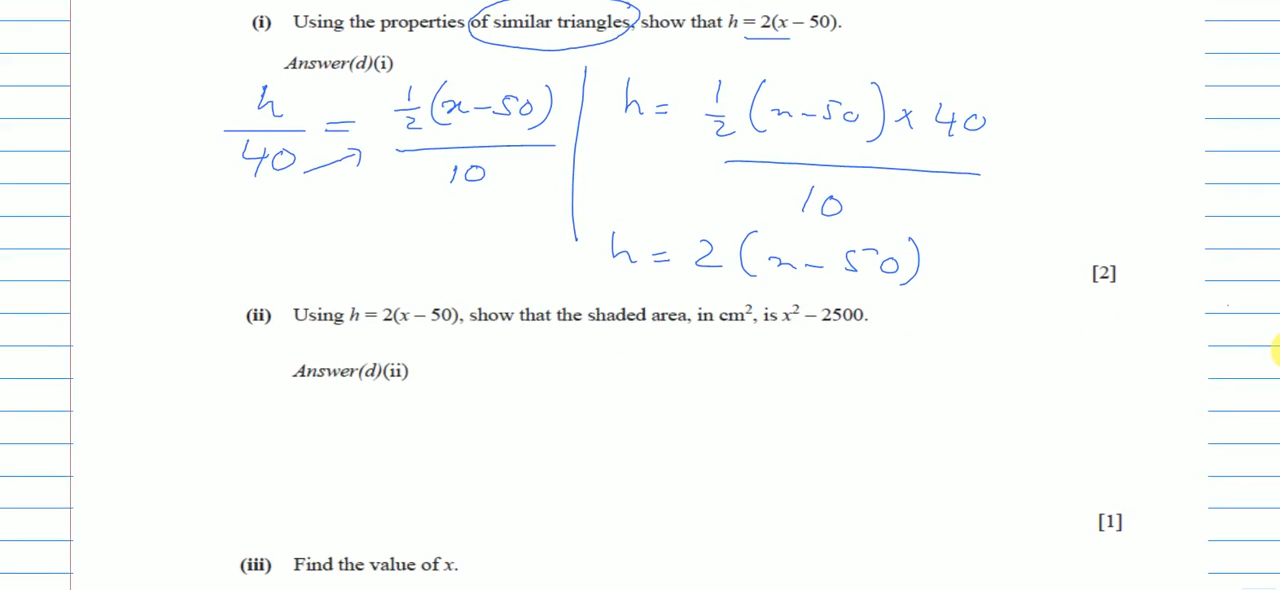 (i) Using the properties of similar triangles, show that h = 2(x – 50).
Answer(d)(i)
h/40 = ½(x – 50)/10
h = ½(x – 50) × 40/10
h = 2(x – 50)
[2]
(ii) Using h = 2(x – 50), show that the shaded area, in cm², is x² – 2500.
Answer(d)(ii)
[1]
(iii) Find the value of x.